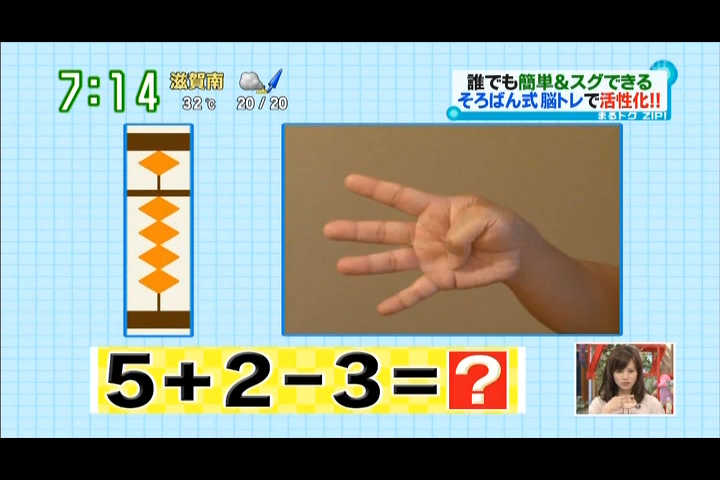 7:14 滋賀南
32℃ 20/20
誰でも簡単&スグできる
そろばん式 脳トレで活性化!!
まるトク ZIP!
5+2-3=?